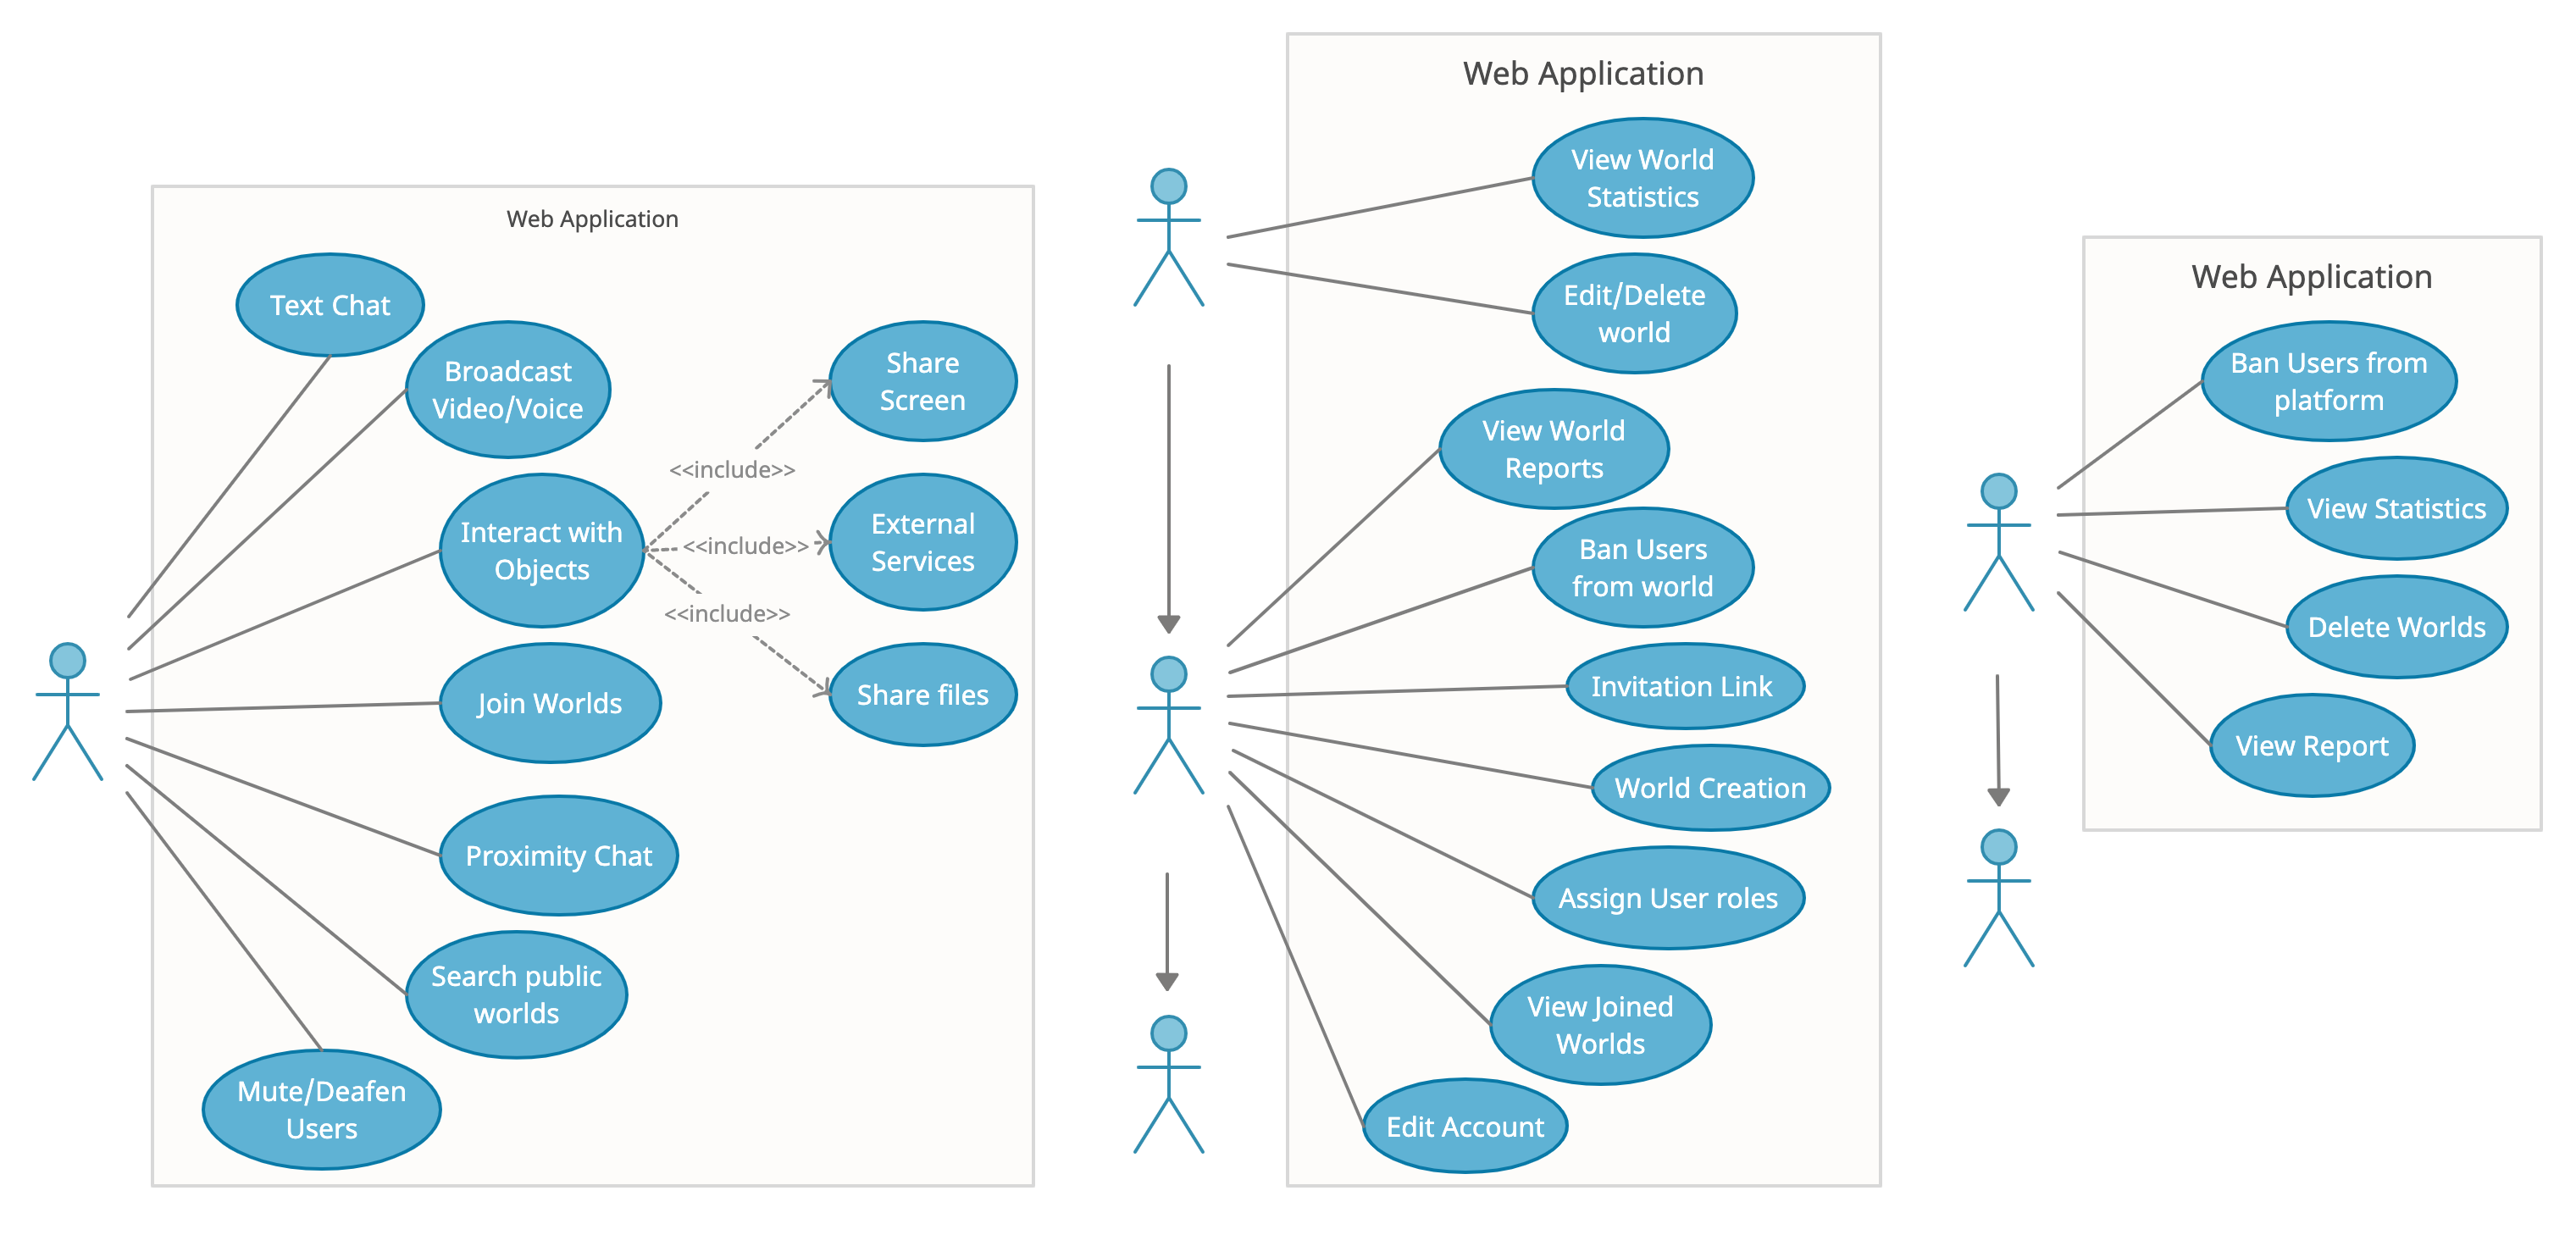 Web Application
Text Chat
Broadcast
Video/Voice
Interact with
Objects
Join Worlds
Proximity Chat
Search public
worlds
Mute/Deafen
Users
<<include>>
<<include>>
<<include>>
Share
Screen
External
Services
Share files
Web Application
View World
Statistics
Edit/Delete
world
View World
Reports
Ban Users
from world
Invitation Link
World Creation
Assign User roles
View Joined
Worlds
Edit Account
Web Application
Ban Users from
platform
View Statistics
Delete Worlds
View Report